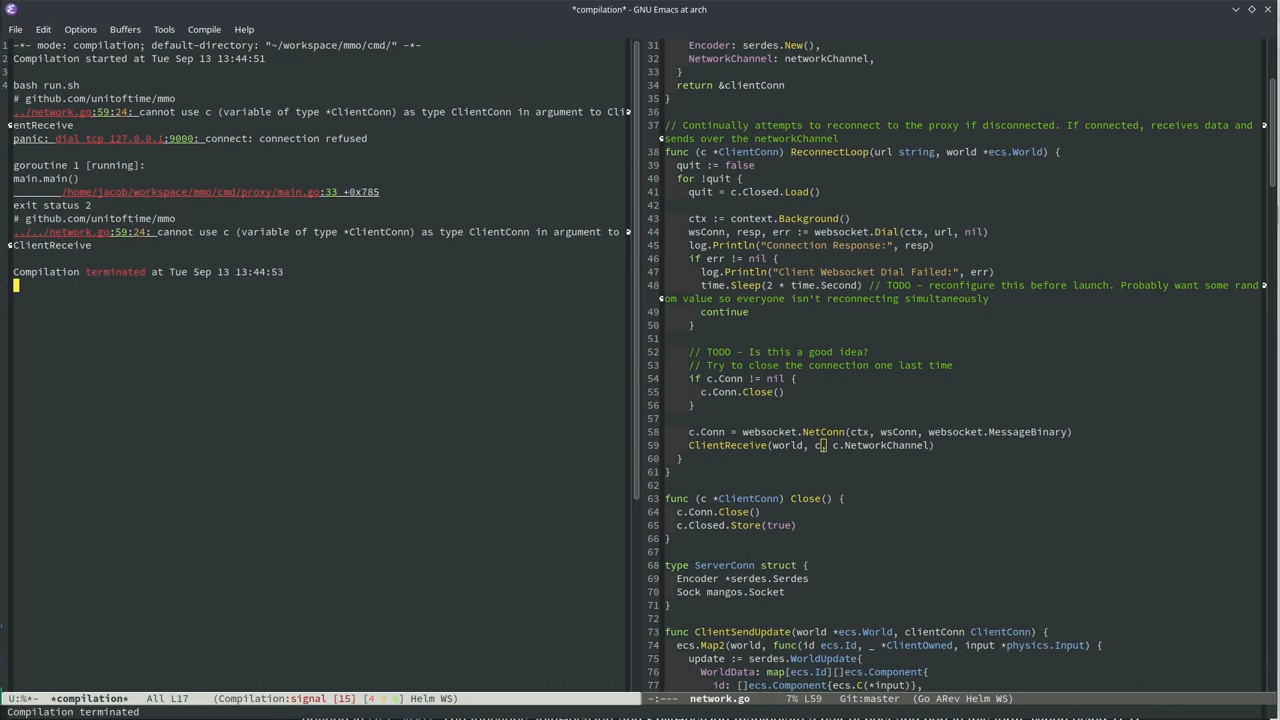 *compilation* - GNU Emacs at arch
File Edit Options Buffers Tools Compile Help
1 -*- mode: compilation; default-directory: "~/workspace/mmo/cmd/" -*-
2 Compilation started at Tue Sep 13 13:44:51
3
4 bash run.sh
# github.com/unitoftime/mmo
../network.go:59:24: cannot use c (variable of type *ClientConn) as type ClientConn in argument to Cli
entReceive
panic: dial tcp 127.0.0.1:9000: connect: connection refused
goroutine 1 [running]:
main.main()
/home/jacob/workspace/mmo/cmd/proxy/main.go:33 +0x785
exit status 2
# github.com/unitoftime/mmo
../../network.go:59:24: cannot use c (variable of type *ClientConn) as type ClientConn in argument to
ClientReceive
Compilation terminated at Tue Sep 13 13:44:53
U:%*- *compilation* All L17 (Compilation:signal [15] [4 0 0] Helm WS)
31 Encoder: serdes.New(),
32 NetworkChannel: networkChannel,
33 }
34 return &clientConn
35 }
36
37 // Continually attempts to reconnect to the proxy if disconnected. If connected, receives data and
sends over the networkChannel
38 func (c *ClientConn) ReconnectLoop(url string, world *ecs.World) {
39 quit := false
40 for !quit {
41 quit = c.Closed.Load()
42
43 ctx := context.Background()
44 wsConn, resp, err := websocket.Dial(ctx, url, nil)
45 log.Println("Connection Response:", resp)
46 if err != nil {
47 log.Println("Client Websocket Dial Failed:", err)
48 time.Sleep(2 * time.Second) // TODO - reconfigure this before launch. Probably want some rand
om value so everyone isn't reconnecting simultaneously
49 continue
50 }
51
52 // TODO - Is this a good idea?
53 // Try to close the connection one last time
54 if c.Conn != nil {
55 c.Conn.Close()
56 }
57
58 c.Conn = websocket.NetConn(ctx, wsConn, websocket.MessageBinary)
59 ClientReceive(world, c, c.NetworkChannel)
60 }
61 }
62
63 func (c *ClientConn) Close() {
64 c.Conn.Close()
65 c.Closed.Store(true)
66 }
67
68 type ServerConn struct {
69 Encoder *serdes.Serdes
70 Sock mangos.Socket
71 }
72
73 func ClientSendUpdate(world *ecs.World, clientConn ClientConn) {
74 ecs.Map2(world, func(id ecs.Id, _ *ClientOwned, input *physics.Input) {
75 update := serdes.WorldUpdate{
76 WorldData: map[ecs.Id][]ecs.Component{
77 id: []ecs.Component{ecs.C(*input)},
-:--- network.go 7% L59 Git:master (Go ARev Helm WS)
Compilation terminated